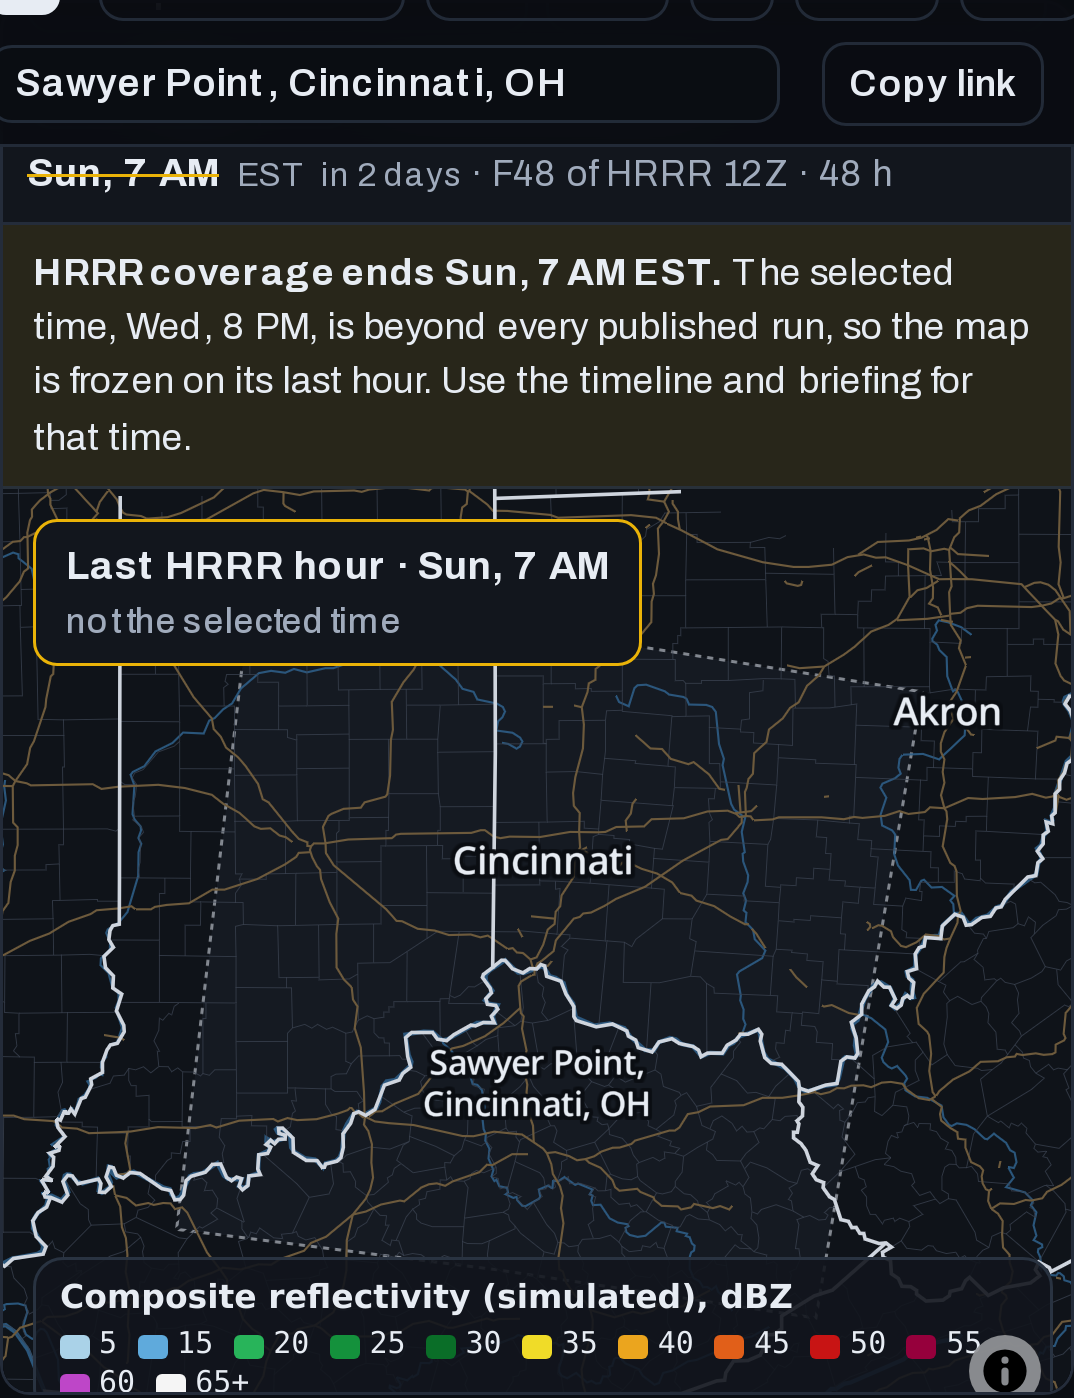 Sawyer Point, Cincinnati, OH
Copy link
Sun, 7 AM EST in 2 days · F48 of HRRR 12Z · 48 h
HRRR coverage ends Sun, 7 AM EST. The selected
time, Wed, 8 PM, is beyond every published run, so the map
is frozen on its last hour. Use the timeline and briefing for
that time.
Last HRRR hour · Sun, 7 AM
not the selected time
Akron
Cincinnati
Sawyer Point,
Cincinnati, OH
Composite reflectivity (simulated), dBZ
5 15 20 25 30 35 40 45 50 55
60 65+